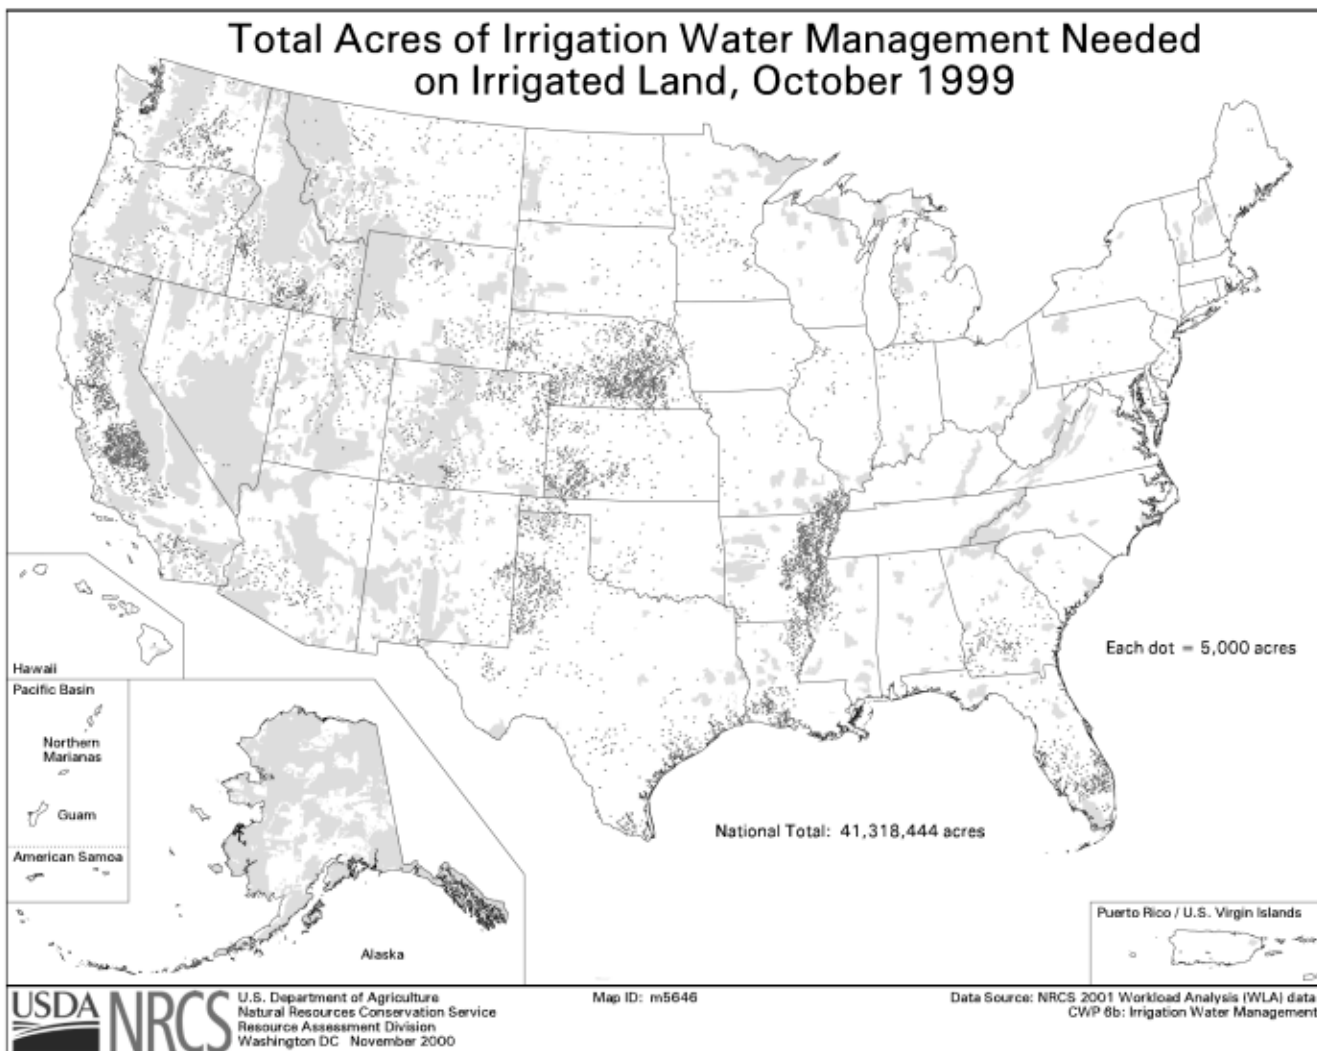 Total Acres of Irrigation Water Management Needed
on Irrigated Land, October 1999
Each dot = 5,000 acres
Hawaii
Pacific Basin
Northern
Marianas
Guam
American Samoa
National Total: 41,318,444 acres
Alaska
Puerto Rico / U.S. Virgin Islands
USDA
NRCS
U.S. Department of Agriculture
Natural Resources Conservation Service
Resource Assessment Division
Washington DC November 2000
Map ID: m5646
Data Source: NRCS 2001 Workload Analysis (WLA) data
CWP 6b: Irrigation Water Management